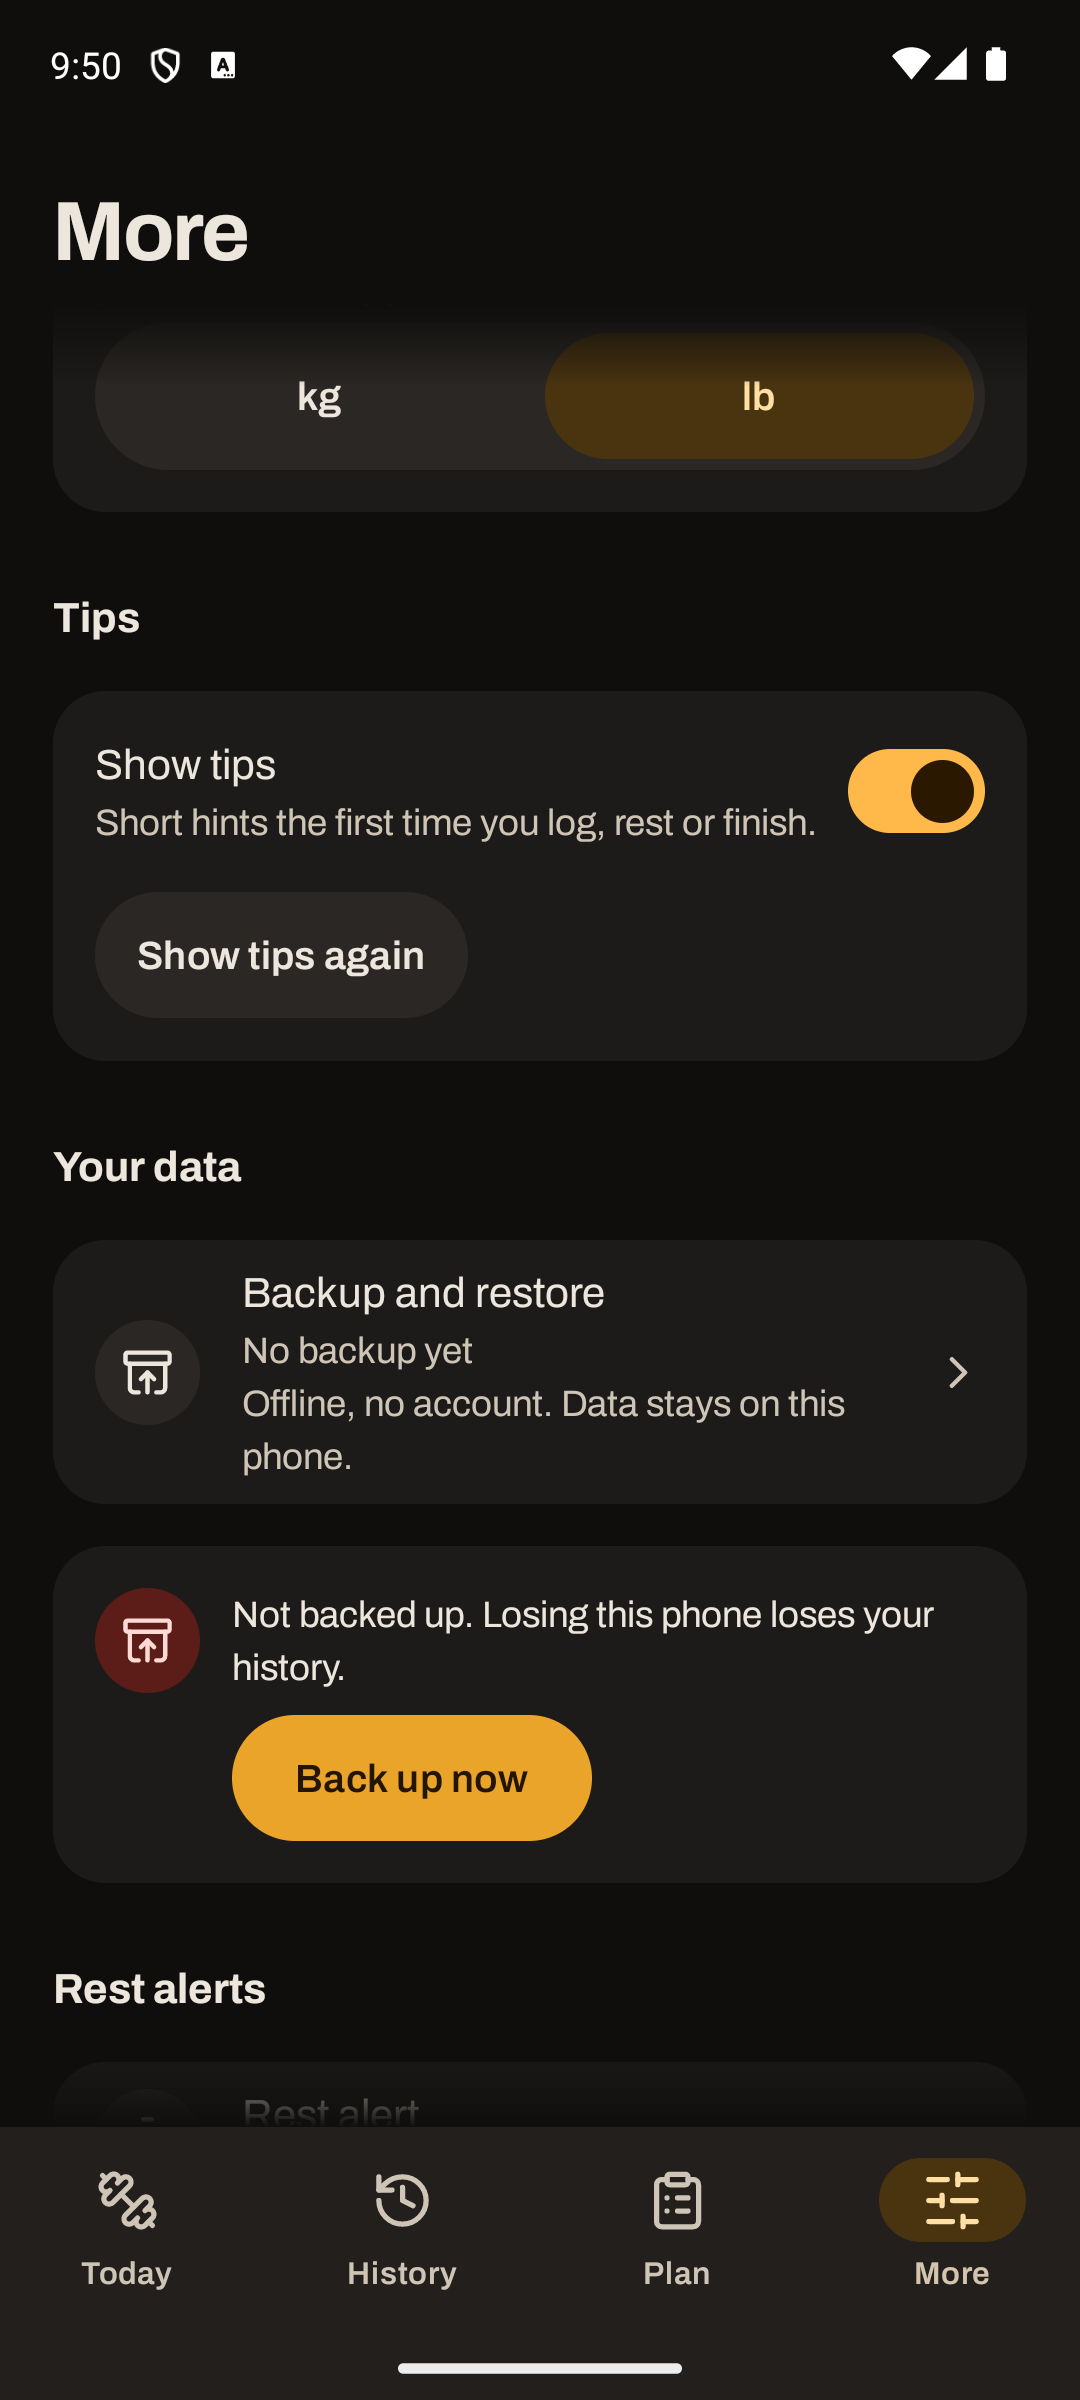 9:50
More
kg
lb
Tips
Show tips
Short hints the first time you log, rest or finish.
Show tips again
Your data
Backup and restore
No backup yet
Offline, no account. Data stays on this
phone.
Not backed up. Losing this phone loses your
history.
Back up now
Rest alerts
Rest alert
Today
History
Plan
More